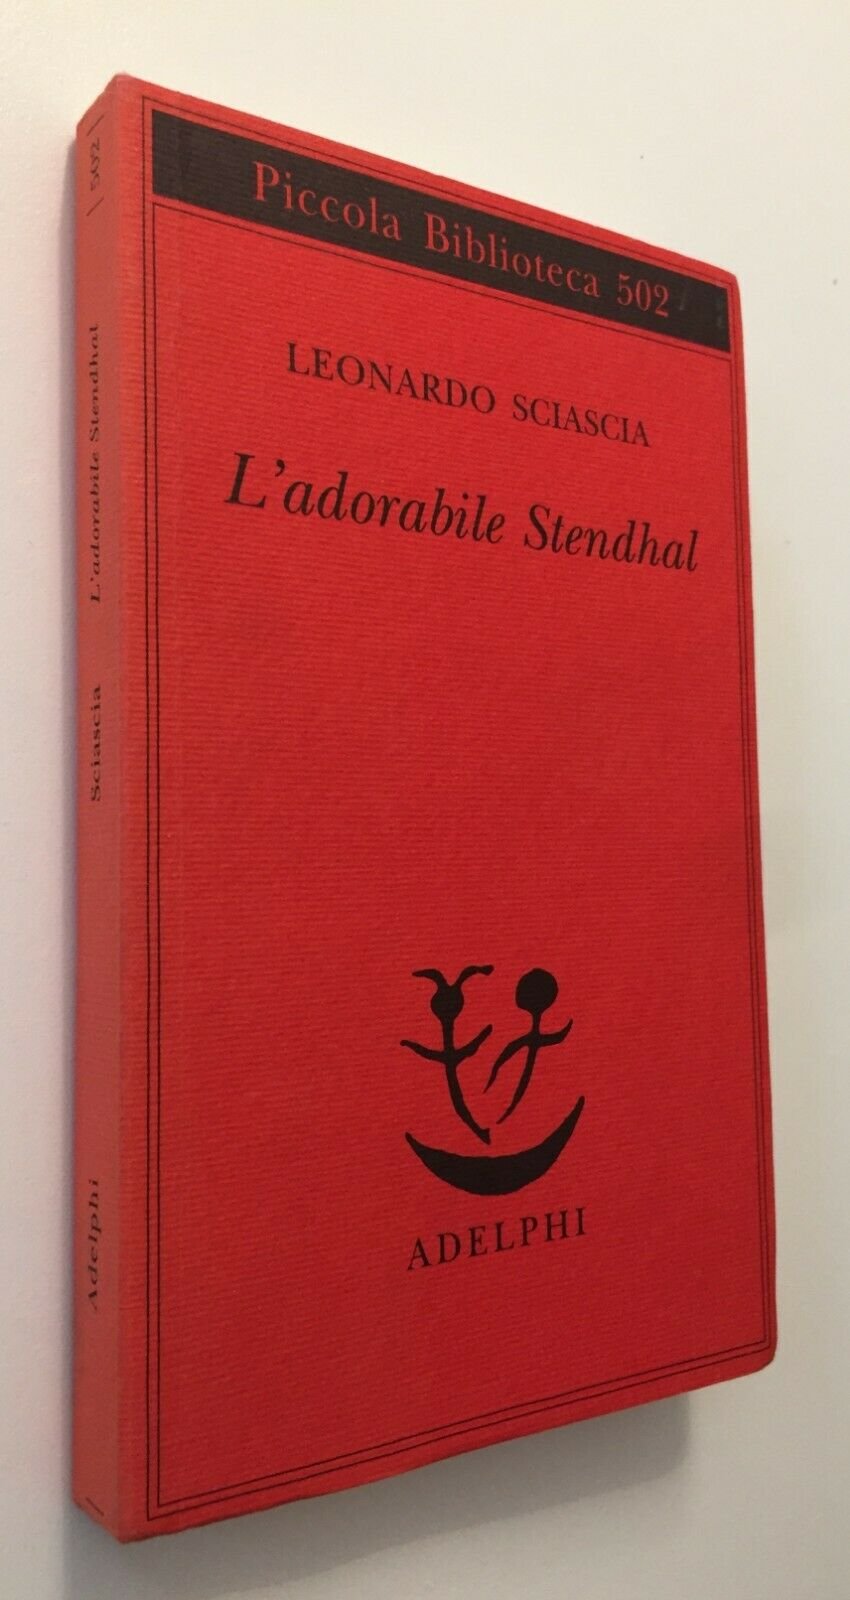 Piccola Biblioteca 502
LEONARDO SCIASCIA
L'adorabile Stendhal
ADELPHI
| 502 |
L'adorabile Stendhal
Sciascia
Adelphi